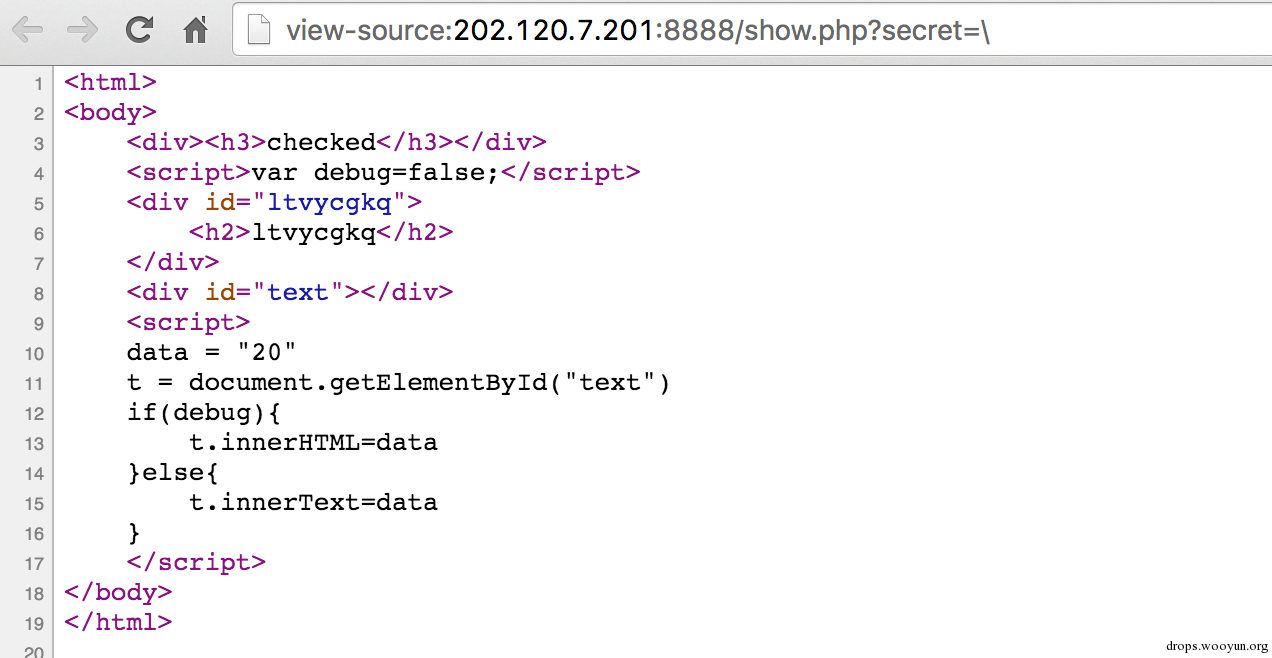 view-source:202.120.7.201:8888/show.php?secret=\
1 <html>
2 <body>
3 <div><h3>checked</h3></div>
4 <script>var debug=false;</script>
5 <div id="ltvycgkq">
6 <h2>ltvycgkq</h2>
7 </div>
8 <div id="text"></div>
9 <script>
10 data = "20"
11 t = document.getElementById("text")
12 if(debug){
13 t.innerHTML=data
14 }else{
15 t.innerText=data
16 }
17 </script>
18 </body>
19 </html>
20
drops.wooyun.org